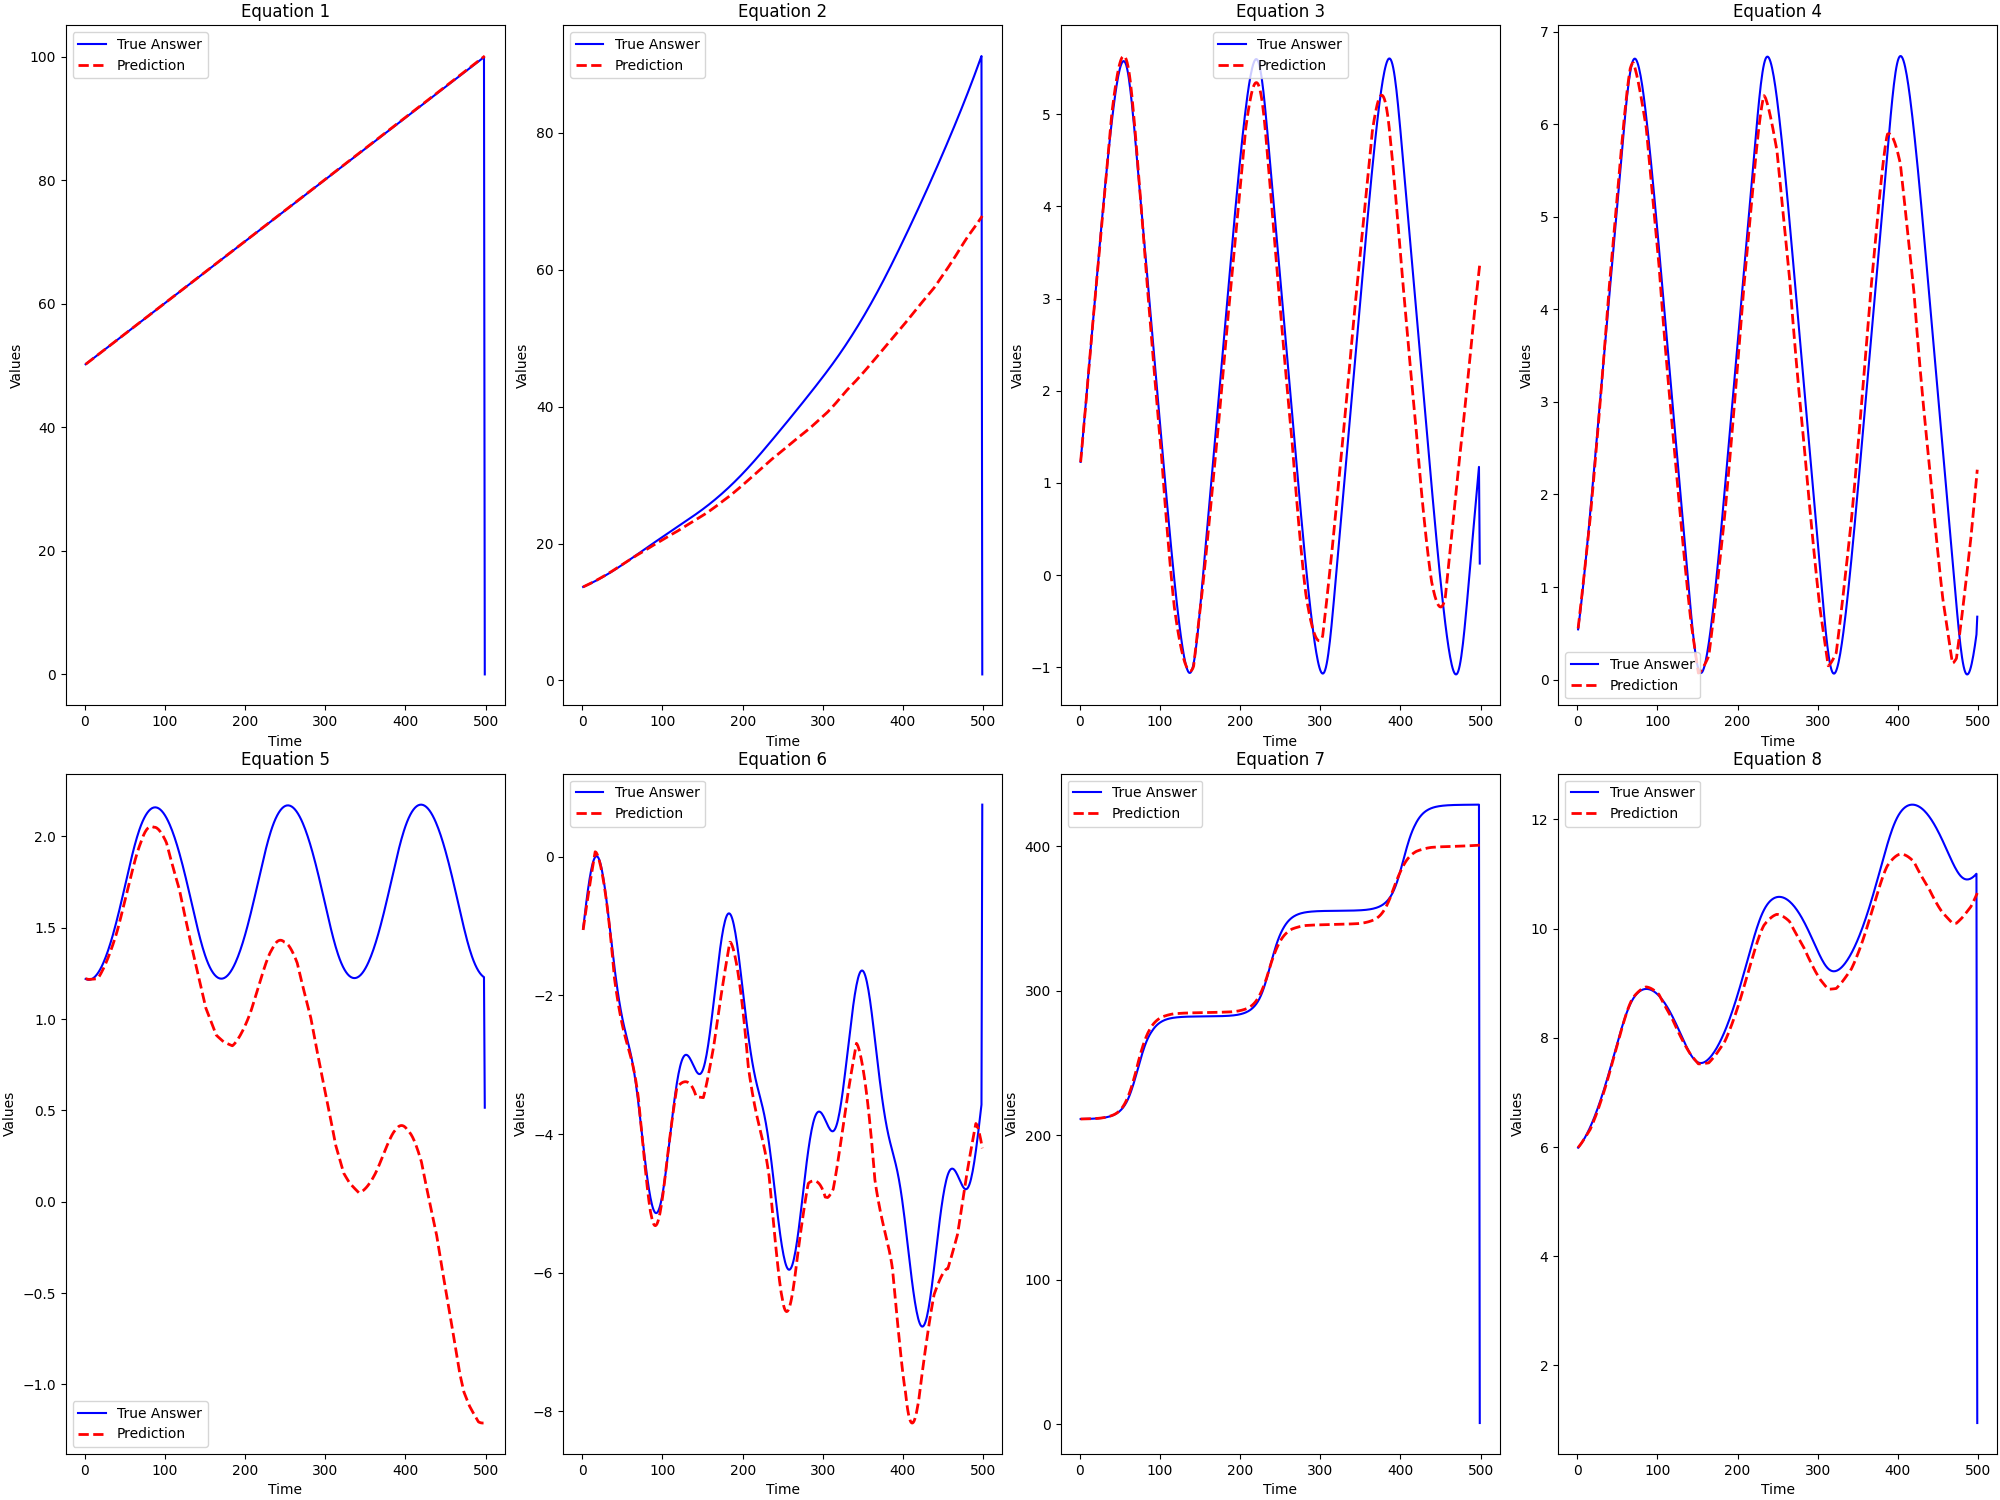 Equation 1
True Answer
Prediction
100
80
60
40
20
0
Values
0 100 200 300 400 500
Time
Equation 2
True Answer
Prediction
80
60
40
20
0
Values
0 100 200 300 400 500
Time
Equation 3
True Answer
Prediction
5
4
3
2
1
0
−1
Values
0 100 200 300 400 500
Time
Equation 4
7
6
5
4
3
2
1
0
Values
True Answer
Prediction
0 100 200 300 400 500
Time
Equation 5
2.0
1.5
1.0
0.5
0.0
−0.5
−1.0
Values
True Answer
Prediction
0 100 200 300 400 500
Time
Equation 6
True Answer
Prediction
0
−2
−4
−6
−8
Values
0 100 200 300 400 500
Time
Equation 7
True Answer
Prediction
400
300
200
100
0
Values
0 100 200 300 400 500
Time
Equation 8
True Answer
Prediction
12
10
8
6
4
2
Values
0 100 200 300 400 500
Time